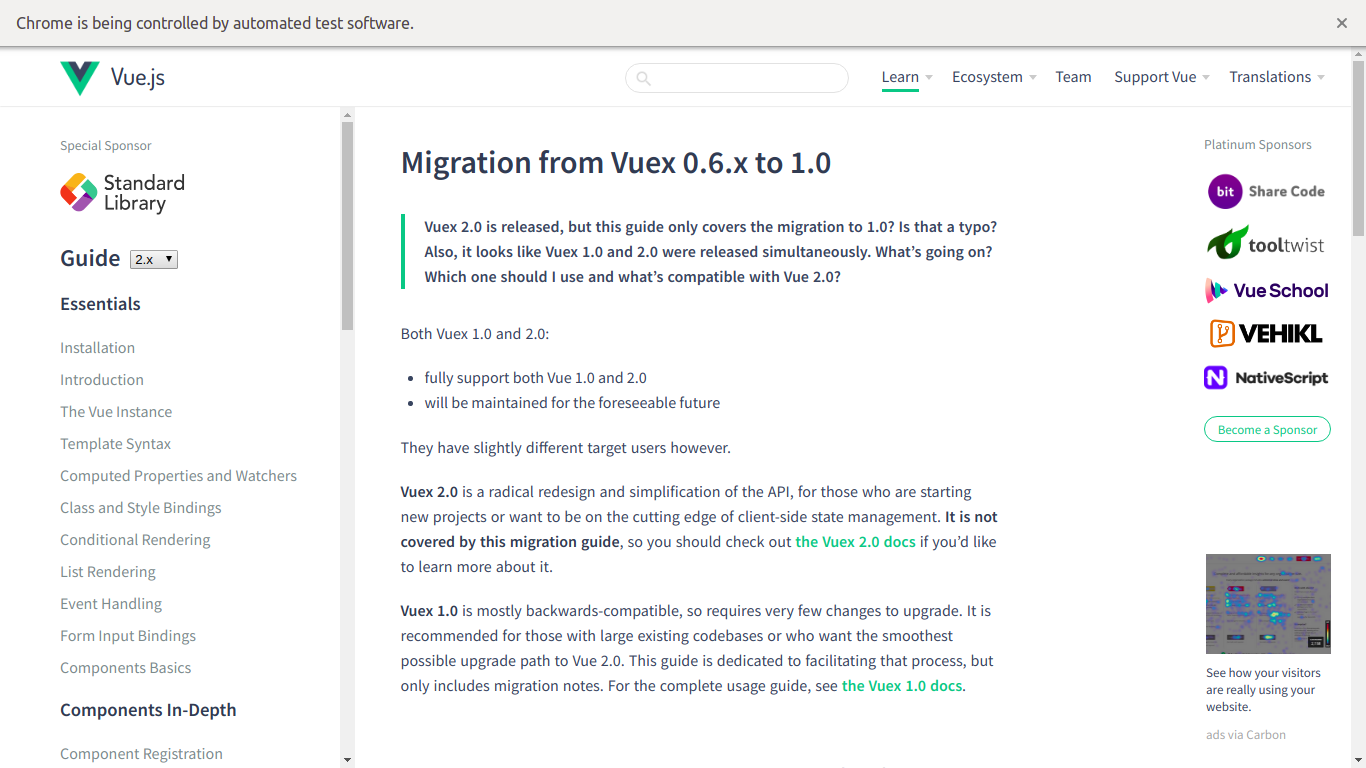 Chrome is being controlled by automated test software.
Vue.js
Learn
Ecosystem
Team
Support Vue
Translations
Special Sponsor
Standard
Library
Guide 2.x
Essentials
Installation
Introduction
The Vue Instance
Template Syntax
Computed Properties and Watchers
Class and Style Bindings
Conditional Rendering
List Rendering
Event Handling
Form Input Bindings
Components Basics
Components In-Depth
Component Registration
Migration from Vuex 0.6.x to 1.0
Vuex 2.0 is released, but this guide only covers the migration to 1.0? Is that a typo?
Also, it looks like Vuex 1.0 and 2.0 were released simultaneously. What’s going on?
Which one should I use and what’s compatible with Vue 2.0?
Both Vuex 1.0 and 2.0:
fully support both Vue 1.0 and 2.0
will be maintained for the foreseeable future
They have slightly different target users however.
Vuex 2.0 is a radical redesign and simplification of the API, for those who are starting
new projects or want to be on the cutting edge of client-side state management. It is not
covered by this migration guide, so you should check out the Vuex 2.0 docs if you’d like
to learn more about it.
Vuex 1.0 is mostly backwards-compatible, so requires very few changes to upgrade. It is
recommended for those with large existing codebases or who want the smoothest
possible upgrade path to Vue 2.0. This guide is dedicated to facilitating that process, but
only includes migration notes. For the complete usage guide, see the Vuex 1.0 docs.
Platinum Sponsors
bit Share Code
tooltwist
Vue School
VEHIKL
NativeScript
Become a Sponsor
See how your visitors
are really using your
website.
ads via Carbon